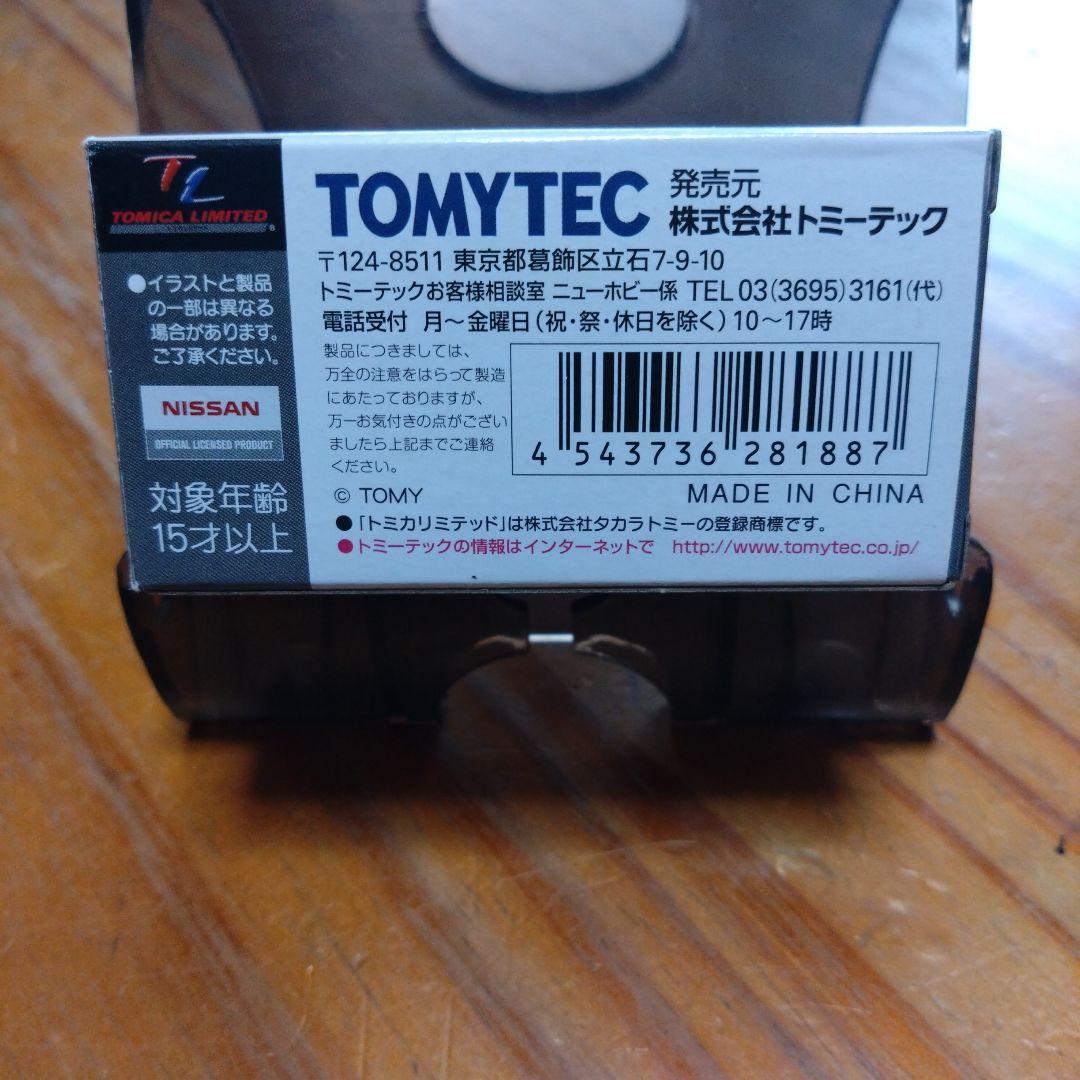 TL
TOMICA LIMITED
●イラストと製品
の一部は異なる
場合があります。
ご了承ください。
NISSAN
OFFICIAL LICENSED PRODUCT
対象年齢
15才以上
TOMYTEC 発売元
株式会社トミーテック
〒124-8511 東京都葛飾区立石7-9-10
トミーテックお客様相談室 ニューホビー係 TEL 03(3695)3161(代)
電話受付 月～金曜日(祝・祭・休日を除く)10～17時
製品につきましては、
万全の注意をはらって製造
にあたっておりますが、
万一お気付きの点がござい
ましたら上記までご連絡
ください。
4 543736 281887
© TOMY MADE IN CHINA
●「トミカリミテッド」は株式会社タカラトミーの登録商標です。
●トミーテックの情報はインターネットで http://www.tomytec.co.jp/